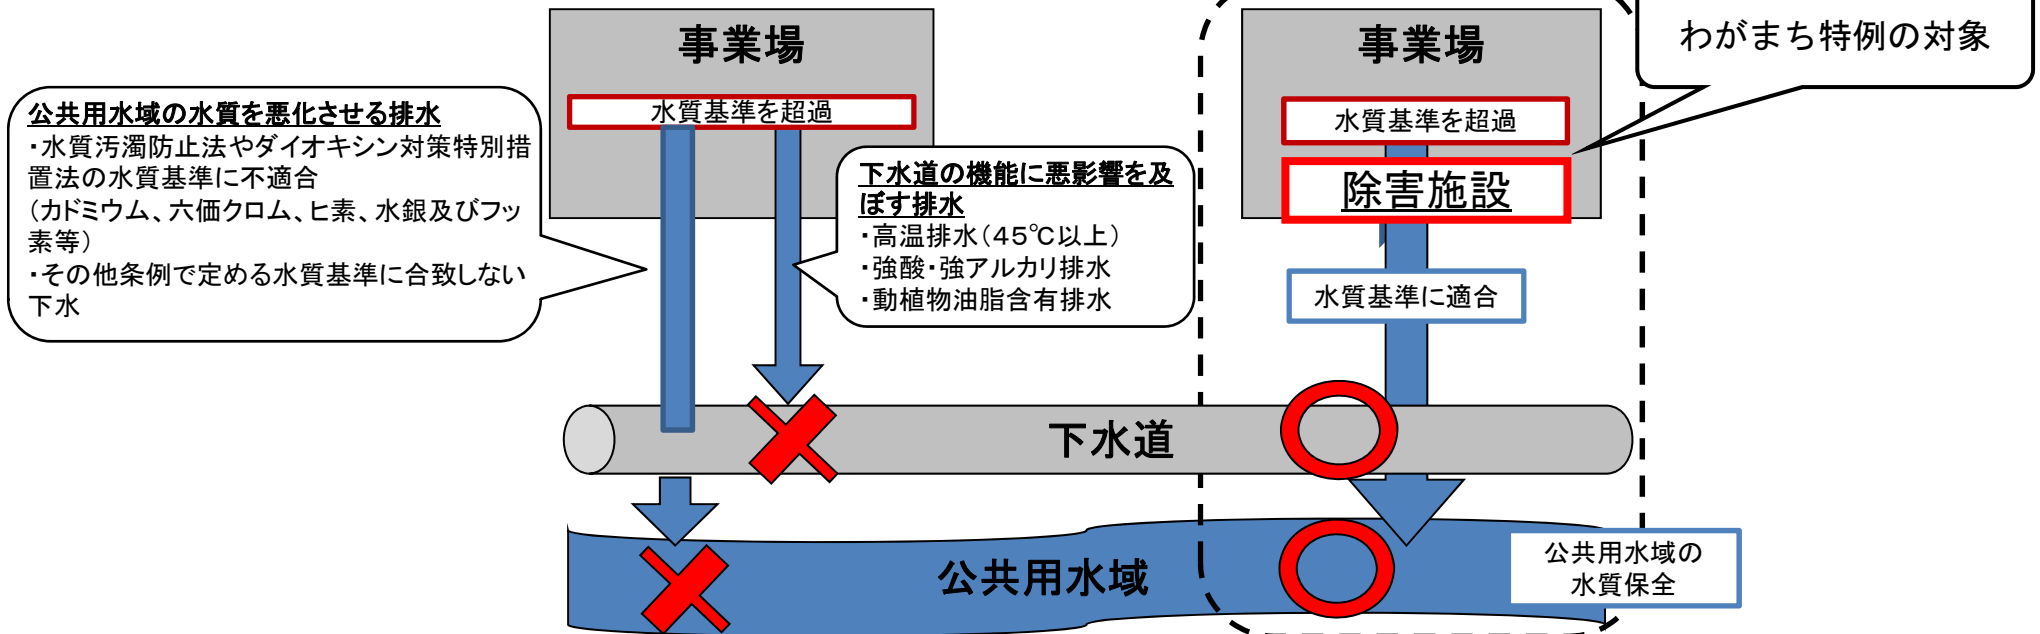 事業場
水質基準を超過
公共用水域の水質を悪化させる排水
・水質汚濁防止法やダイオキシン対策特別措
置法の水質基準に不適合
（カドミウム、六価クロム、ヒ素、水銀及びフッ
素等）
・その他条例で定める水質基準に合致しない
下水
下水道の機能に悪影響を及
ぼす排水
・高温排水（４５℃以上）
・強酸・強アルカリ排水
・動植物油脂含有排水
事業場
水質基準を超過
除害施設
わがまち特例の対象
水質基準に適合
下水道
公共用水域
公共用水域の
水質保全